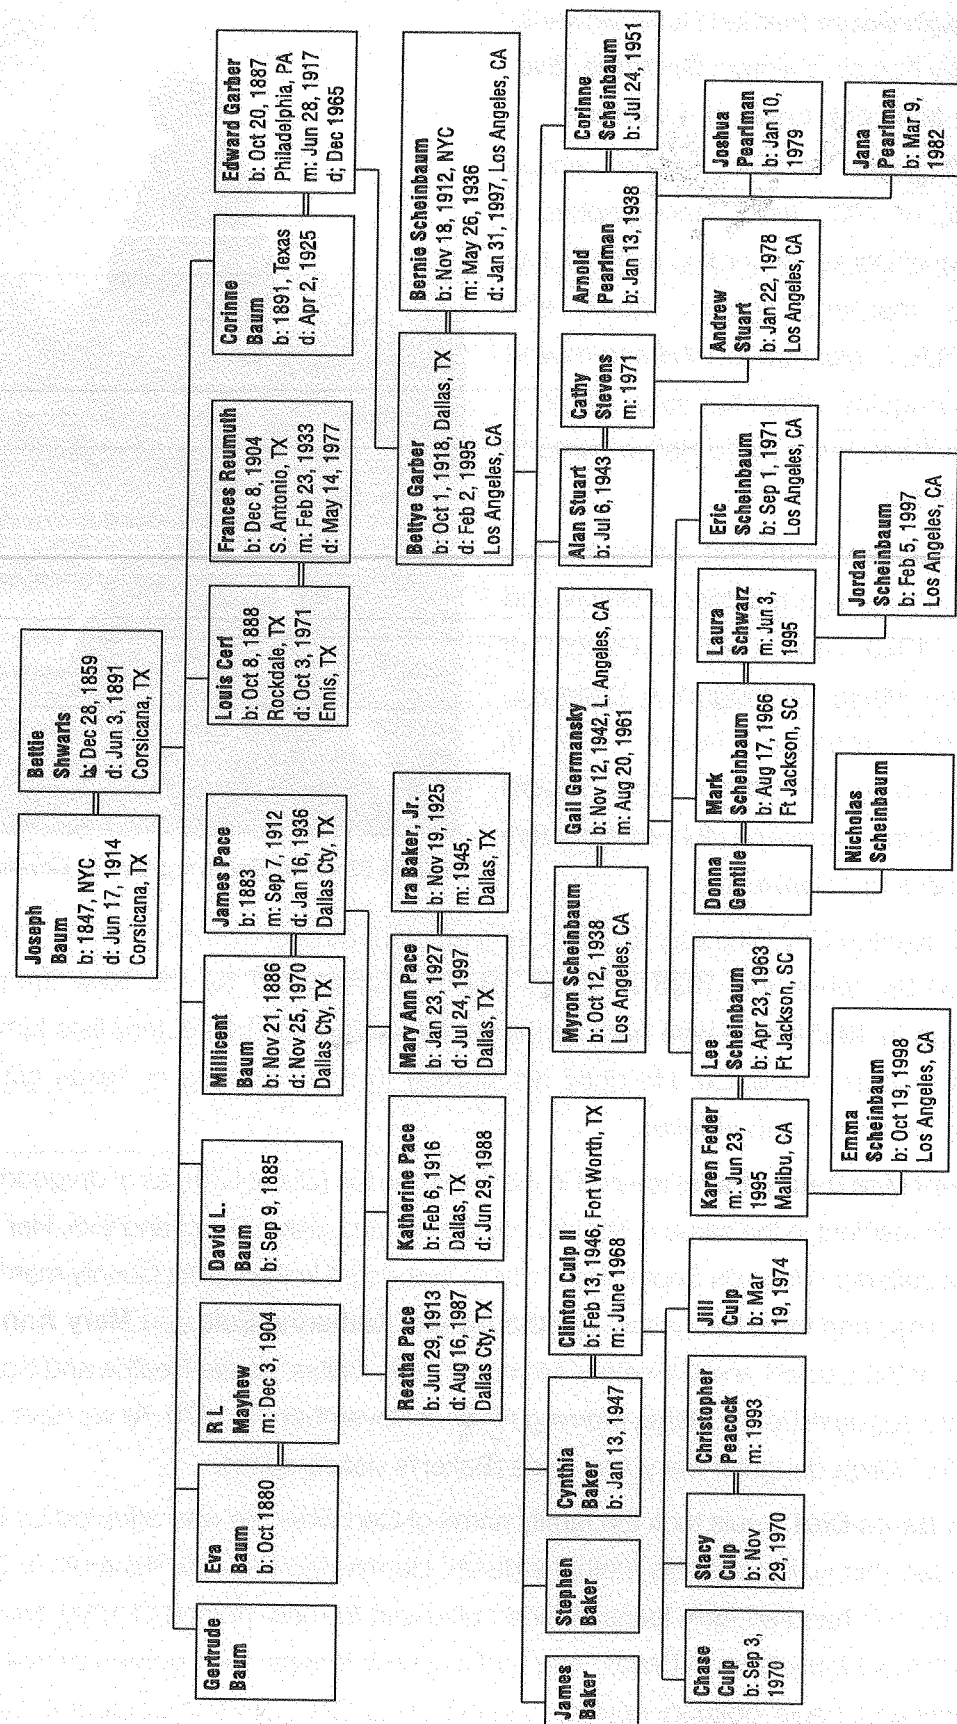 Joseph
Baum
b: 1847, NYC
d: Jun 17, 1914
Corsicana, TX
Bettie
Shwarts
b: Dec 28, 1859
d: Jun 3, 1891
Corsicana, TX
Gertrude
Baum
Eva
Baum
b: Oct 1880
R L
Mayhew
m: Dec 3, 1904
David L.
Baum
b: Sep 9, 1885
Millicent
Baum
b: Nov 21, 1886
d: Nov 25, 1970
Dallas Cty, TX
James Pace
b: 1883
m: Sep 7, 1912
d: Jan 16, 1936
Dallas Cty, TX
Louis Cerf
b: Oct 8, 1888
Rockdale, TX
d: Oct 3, 1971
Ennis, TX
Frances Reumuth
b: Dec 8, 1904
S. Antonio, TX
m: Feb 23, 1933
d: May 14, 1977
Corinne
Baum
b: 1891, Texas
d: Apr 2, 1925
Edward Garber
b: Oct 20, 1887
Philadelphia, PA
m: Jun 28, 1917
d; Dec 1965
Reatha Pace
b: Jun 29, 1913
d: Aug 16, 1987
Dallas Cty, TX
Katherine Pace
b: Feb 6, 1916
Dallas, TX
d: Jun 29, 1988
Mary Ann Pace
b: Jan 23, 1927
d: Jul 24, 1997
Dallas, TX
Ira Baker, Jr.
b: Nov 19, 1925
m: 1945,
Dallas, TX
Bettye Garber
b: Oct 1, 1918, Dallas, TX
d: Feb 2, 1995
Los Angeles, CA
Bernie Scheinbaum
b: Nov 18, 1912, NYC
m: May 26, 1936
d: Jan 31, 1997, Los Angeles, CA
James
Baker
Stephen
Baker
Cynthia
Baker
b: Jan 13, 1947
Clinton Culp II
b: Feb 13, 1946, Fort Worth, TX
m: June 1968
Myron Scheinbaum
b: Oct 12, 1938
Los Angeles, CA
Gail Germansky
b: Nov 12, 1942, L. Angeles, CA
m: Aug 20, 1961
Alan Stuart
b: Jul 6, 1943
Cathy
Stevens
m: 1971
Arnold
Pearlman
b: Jan 13, 1938
Corinne
Scheinbaum
b: Jul 24, 1951
Chase
Culp
b: Sep 3,
1970
Stacy
Culp
b: Nov
29, 1970
Christopher
Peacock
m: 1993
Jill
Culp
b: Mar
19, 1974
Karen Feder
m: Jun 23,
1995
Malibu, CA
Lee
Scheinbaum
b: Apr 23, 1963
Ft Jackson, SC
Donna
Gentile
Mark
Scheinbaum
b: Aug 17, 1966
Ft Jackson, SC
Laura
Schwarz
m: Jun 3,
1995
Eric
Scheinbaum
b: Sep 1, 1971
Los Angeles, CA
Andrew
Stuart
b: Jan 22, 1978
Los Angeles, CA
Joshua
Pearlman
b: Jan 10,
1979
Emma
Scheinbaum
b: Oct 19, 1998
Los Angeles, CA
Nicholas
Scheinbaum
Jordan
Scheinbaum
b: Feb 5, 1997
Los Angeles, CA
Jana
Pearlman
b: Mar 9,
1982